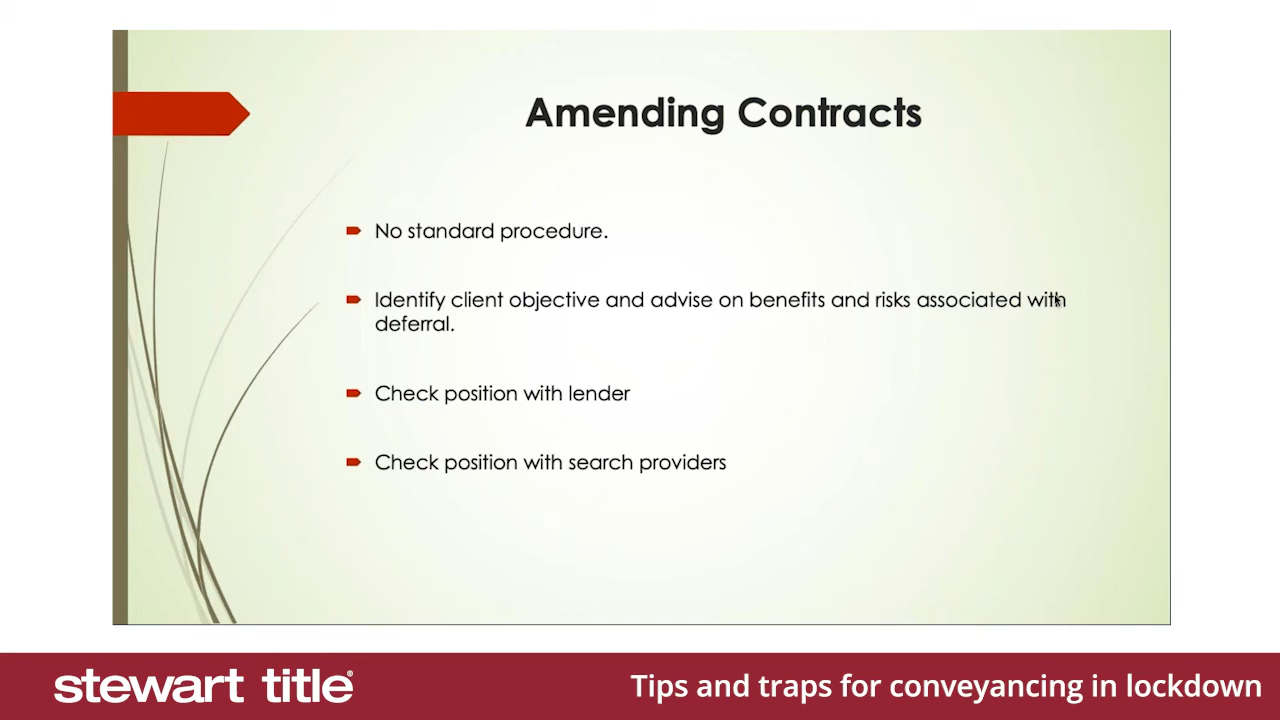 Amending Contracts
No standard procedure.
Identify client objective and advise on benefits and risks associated with
deferral.
Check position with lender
Check position with search providers
stewart title®
Tips and traps for conveyancing in lockdown